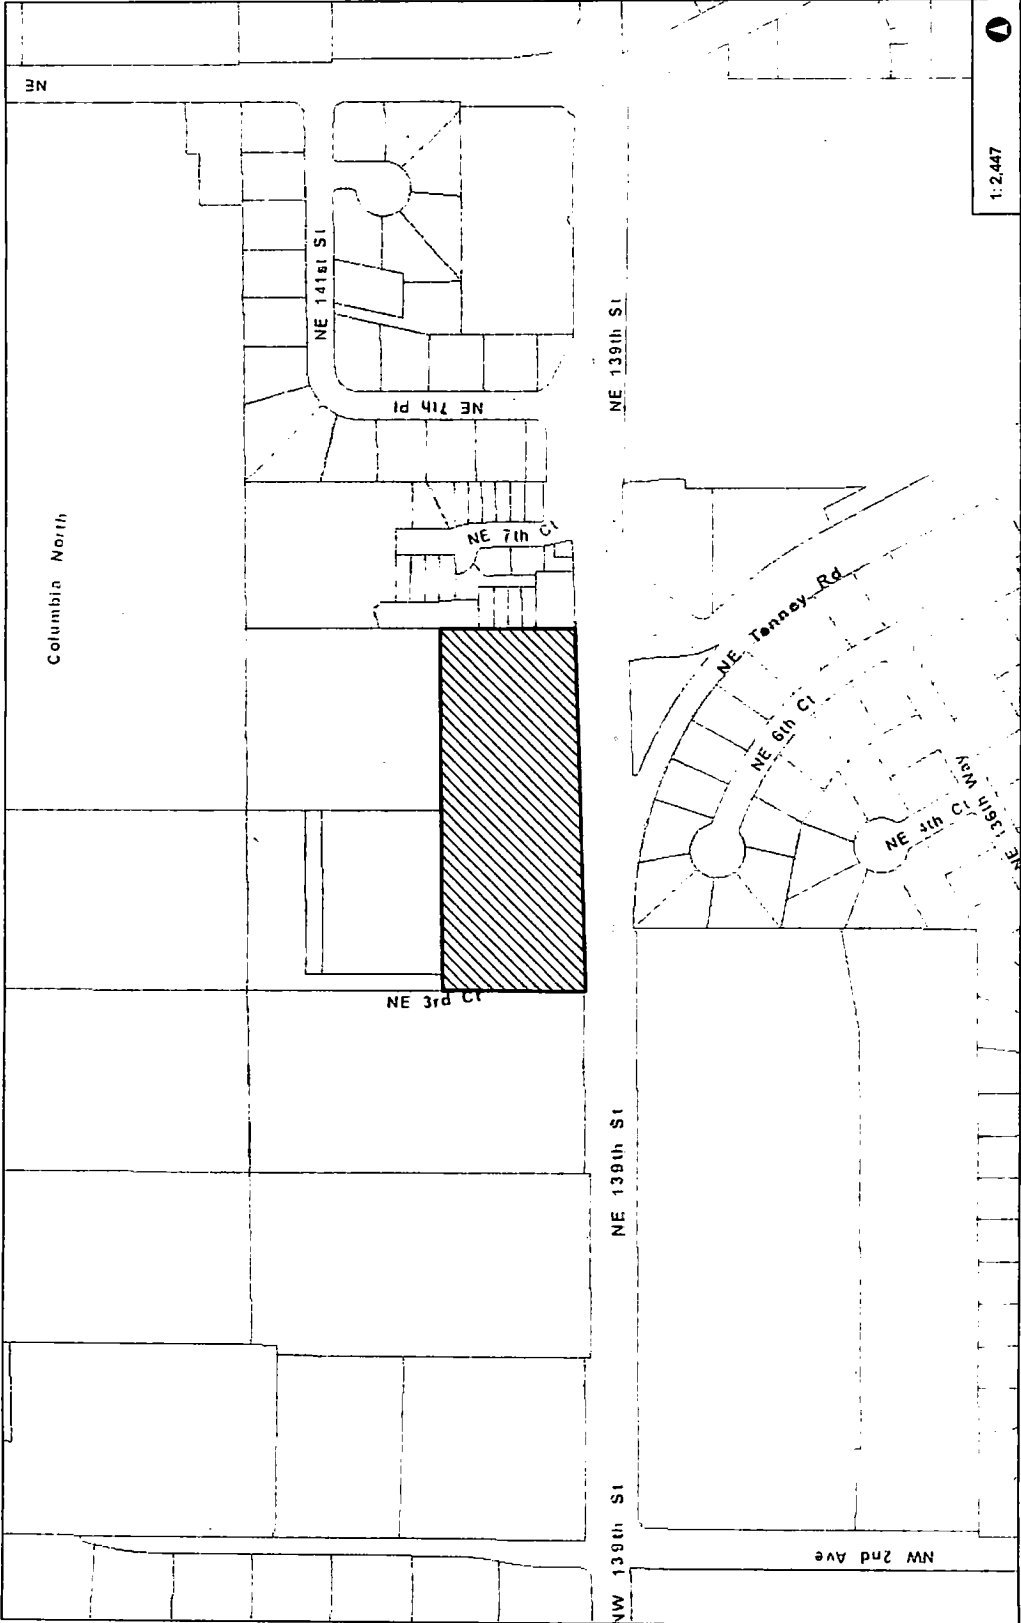 NE
1: 2,447
NE 141st St
NE 139th St
NE 7th Pl
Columbia North
NE 7th Ct
NE Tenney Rd
NE 6th Ct
NE 4th Ct
NE 136th Way
NE 3rd Ct
NE 139th St
NW 139th St
NW 2nd Ave